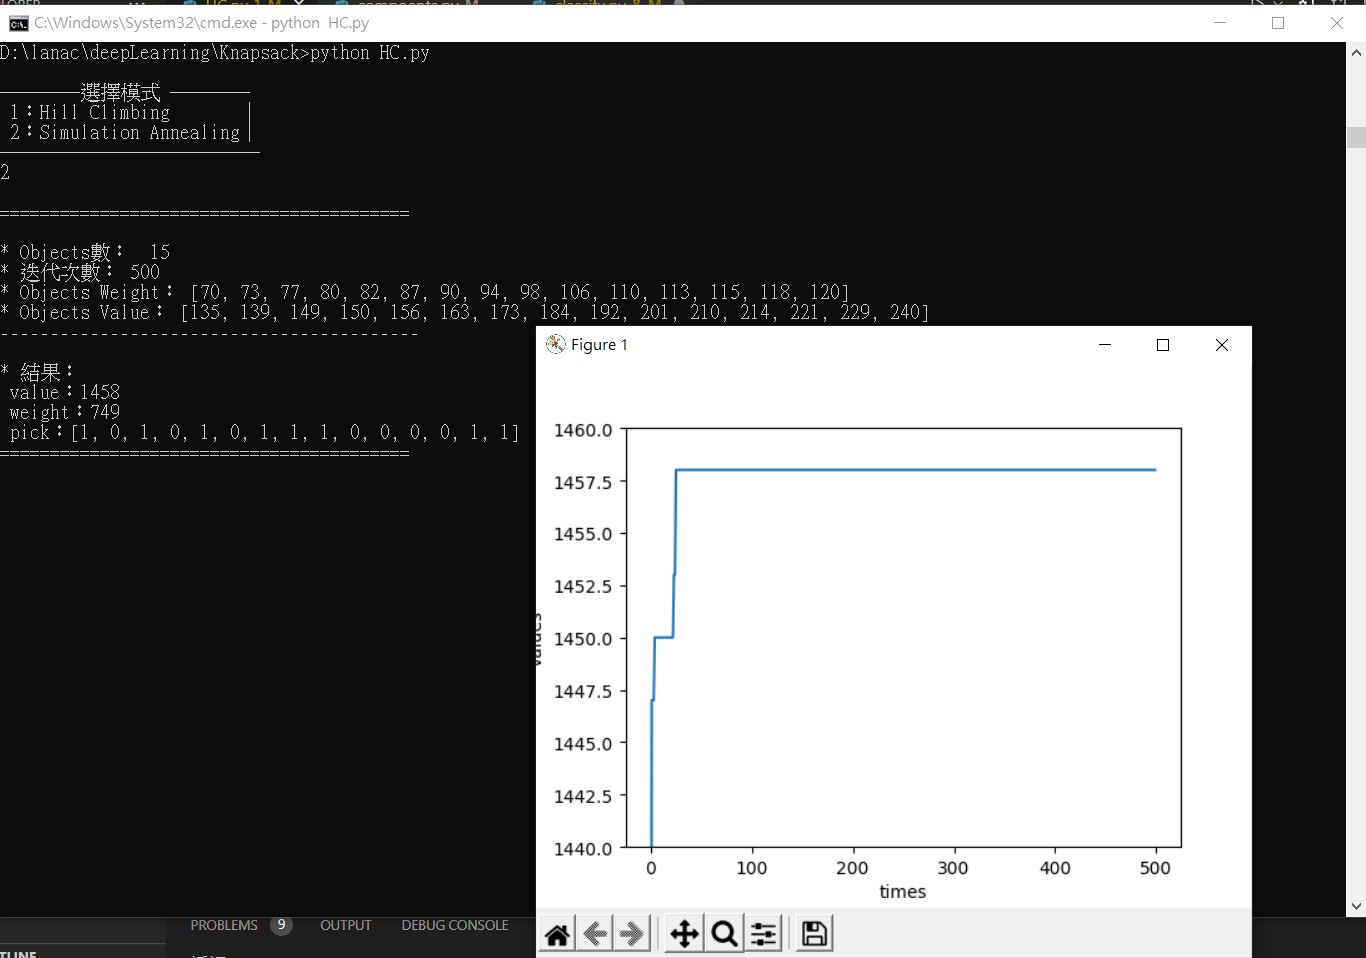 C:\Windows\System32\cmd.exe - python  HC.py
D:\lanac\deepLearning\Knapsack>python HC.py
————————選擇模式 ————————
1：Hill Climbing |
2：Simulation Annealing |
——————————————————————————
2
=========================================
* Objects數：  15
* 迭代次數： 500
* Objects Weight： [70, 73, 77, 80, 82, 87, 90, 94, 98, 106, 110, 113, 115, 118, 120]
* Objects Value： [135, 139, 149, 150, 156, 163, 173, 184, 192, 201, 210, 214, 221, 229, 240]
------------------------------------------
* 結果：
value：1458
weight：749
pick：[1, 0, 1, 0, 1, 0, 1, 1, 1, 0, 0, 0, 0, 1, 1]
=========================================
Figure 1
1460.0
1457.5
1455.0
1452.5
1450.0
1447.5
1445.0
1442.5
1440.0
values
0 100 200 300 400 500
times
PROBLEMS 9 OUTPUT DEBUG CONSOLE